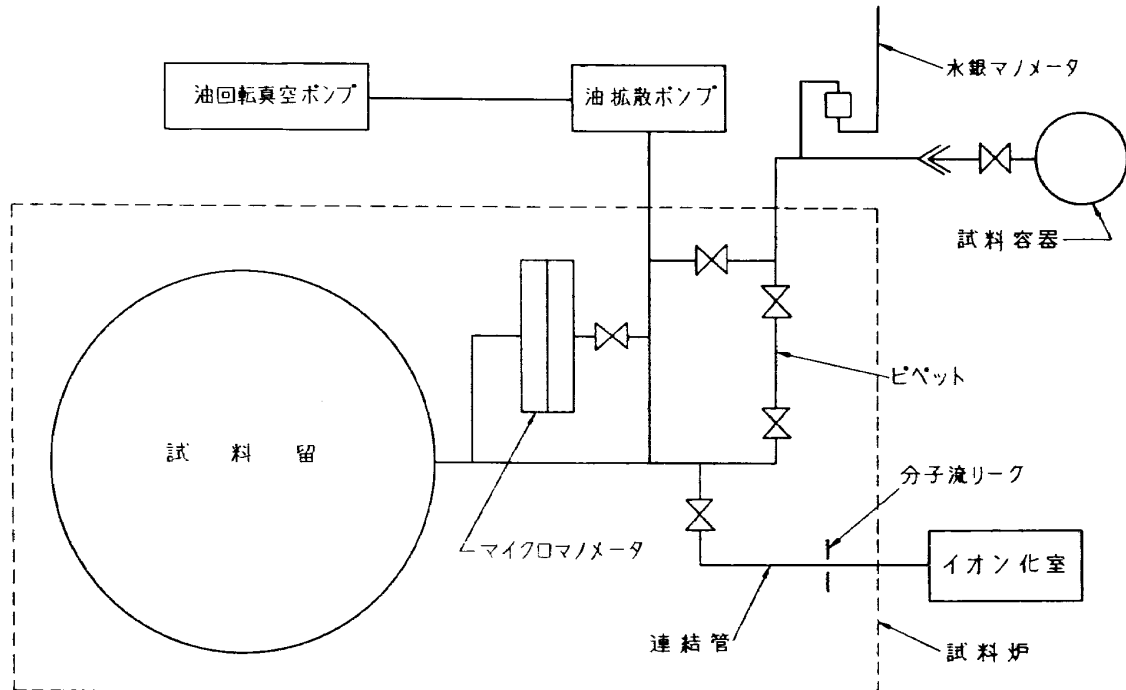 油回転真空ポンプ
油拡散ポンプ
水銀マノメータ
試料容器
ピペット
試料留
分子流リーク
マイクロマノメータ
イオン化室
連結管
試料炉